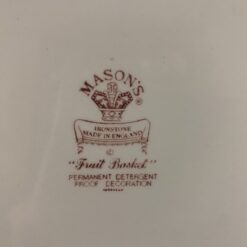 MASON'S ®
IRONSTONE
MADE IN ENGLAND
©
"Fruit Basket"
PERMANENT DETERGENT
PROOF DECORATION